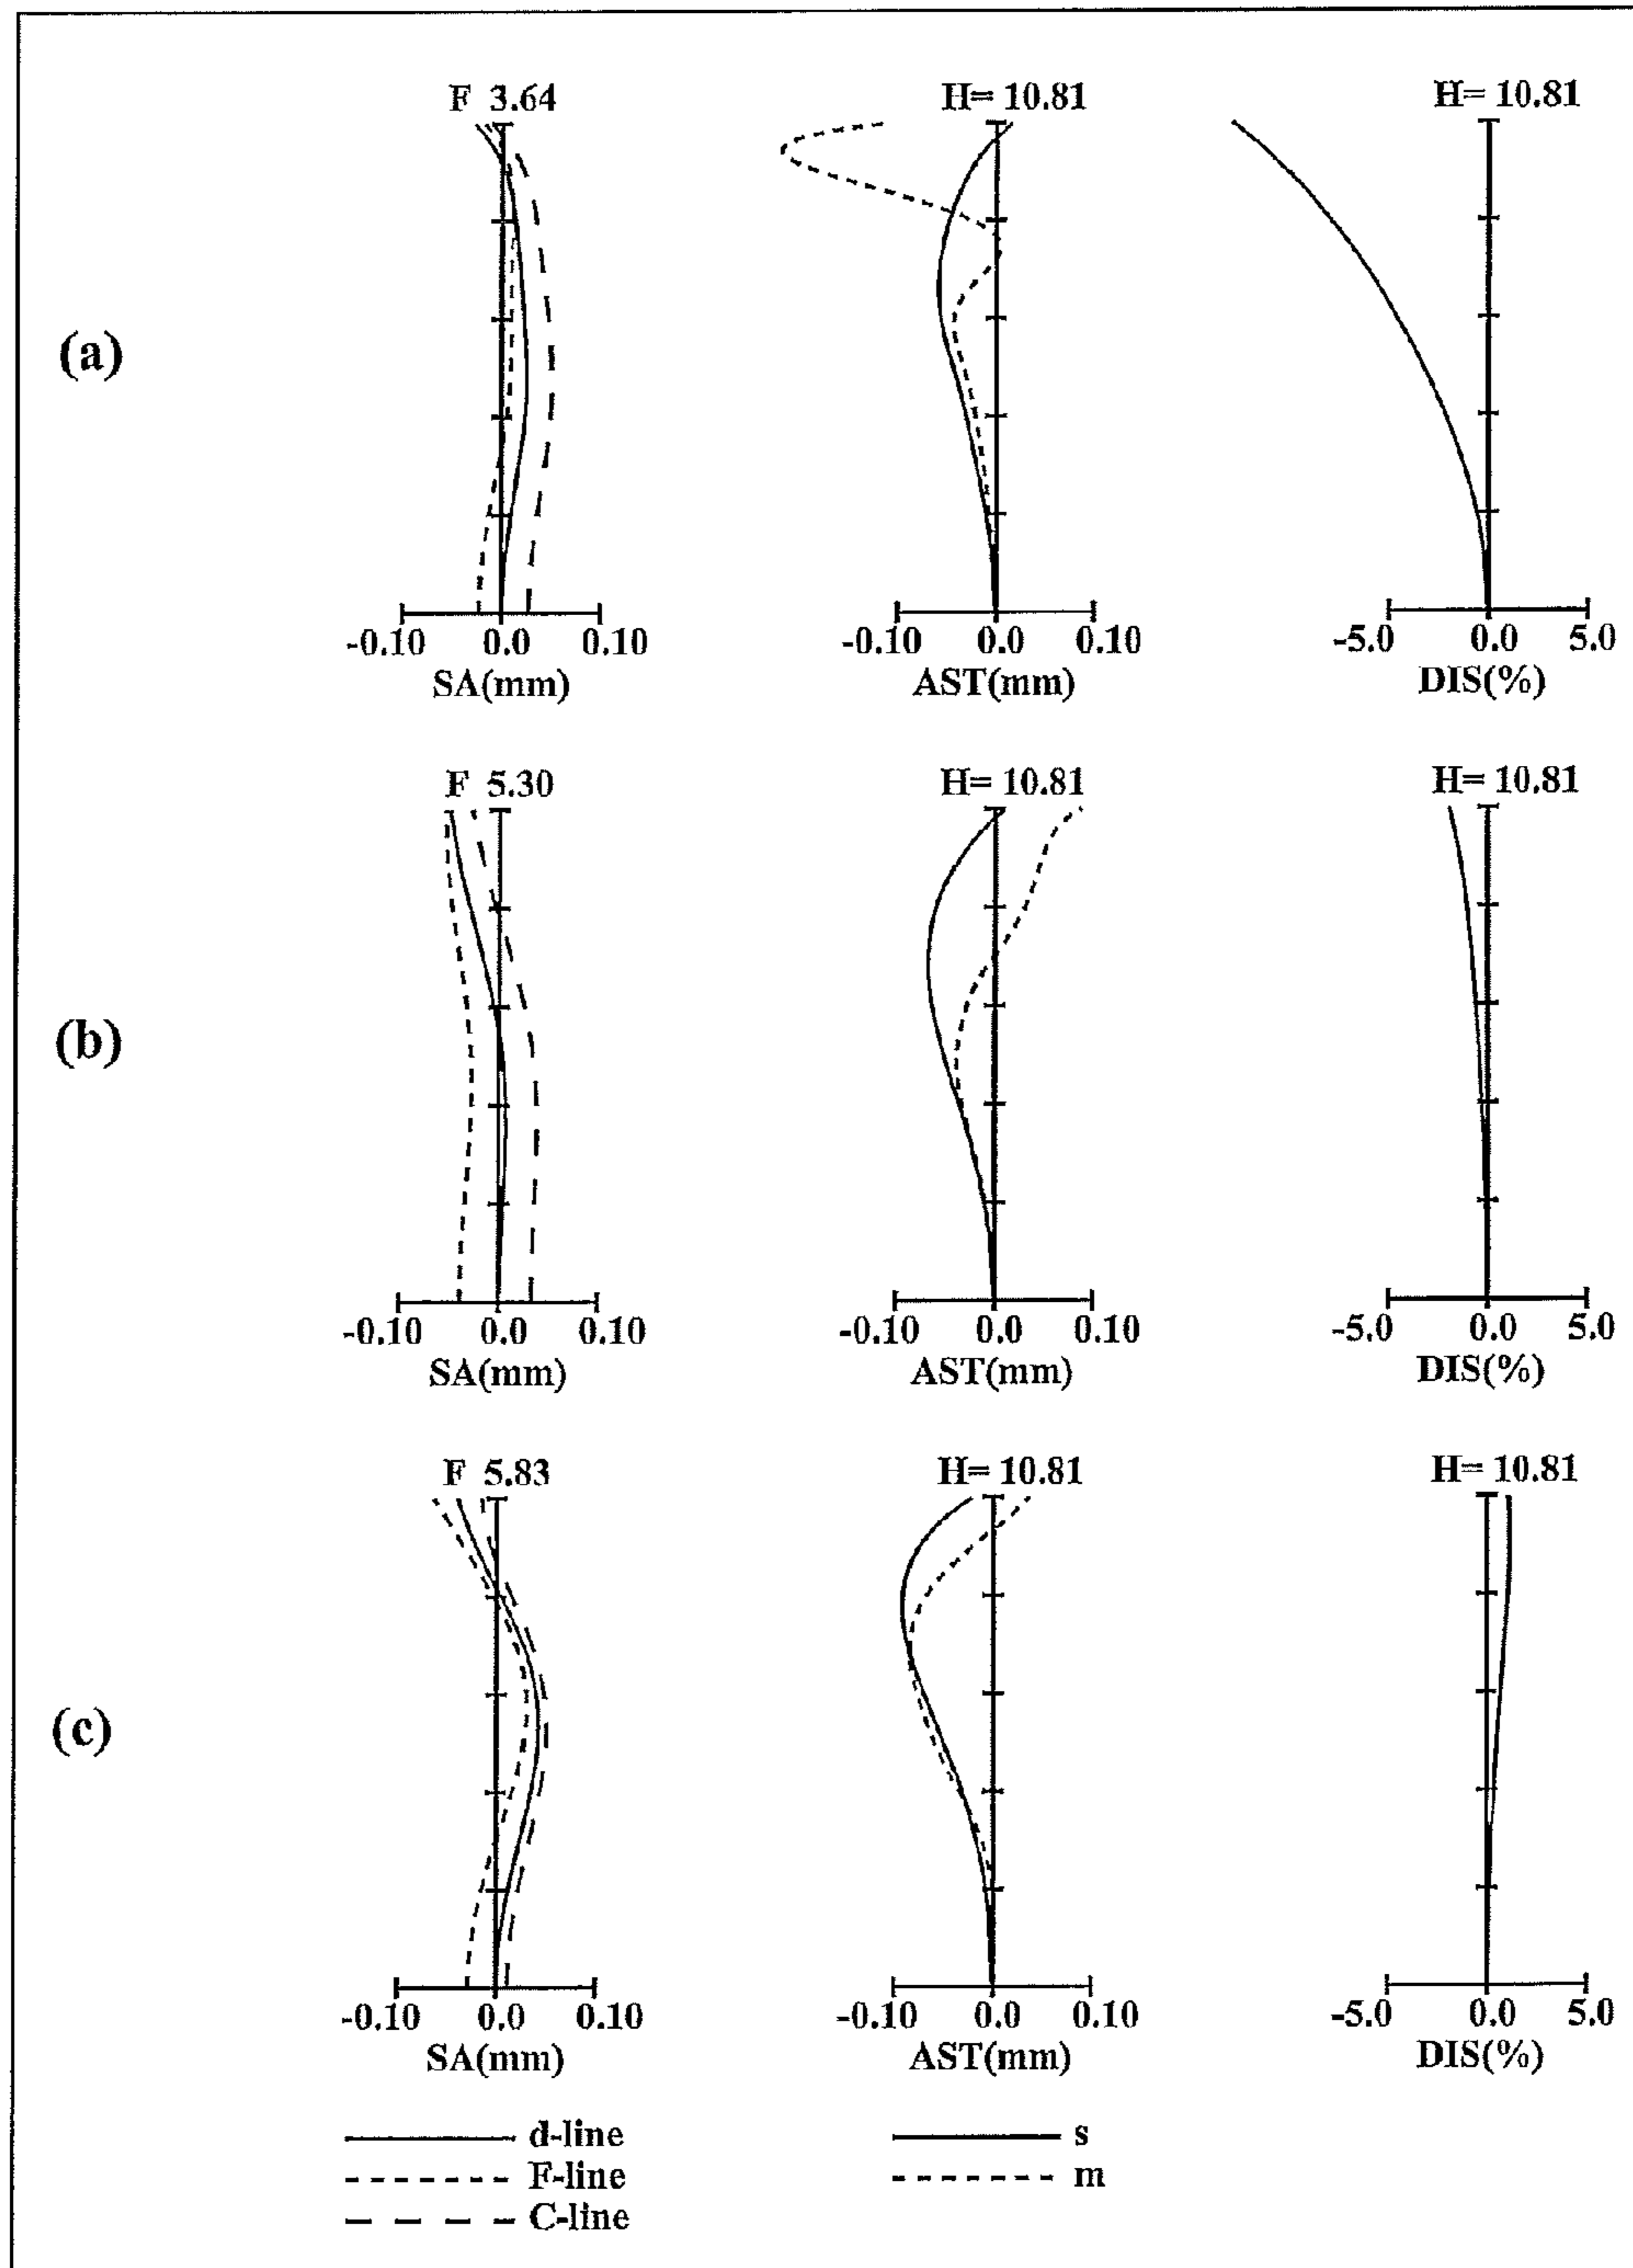 F 3.64 H= 10.81 H= 10.81
(a)
-0.10 0.0 0.10 -0.10 0.0 0.10 -5.0 0.0 5.0
SA(mm) AST(mm) DIS(%)
F 5.30 H= 10.81 H= 10.81
(b)
-0.10 0.0 0.10 -0.10 0.0 0.10 -5.0 0.0 5.0
SA(mm) AST(mm) DIS(%)
F 5.83 H= 10.81 H= 10.81
(c)
-0.10 0.0 0.10 -0.10 0.0 0.10 -5.0 0.0 5.0
SA(mm) AST(mm) DIS(%)
d-line s
F-line m
C-line